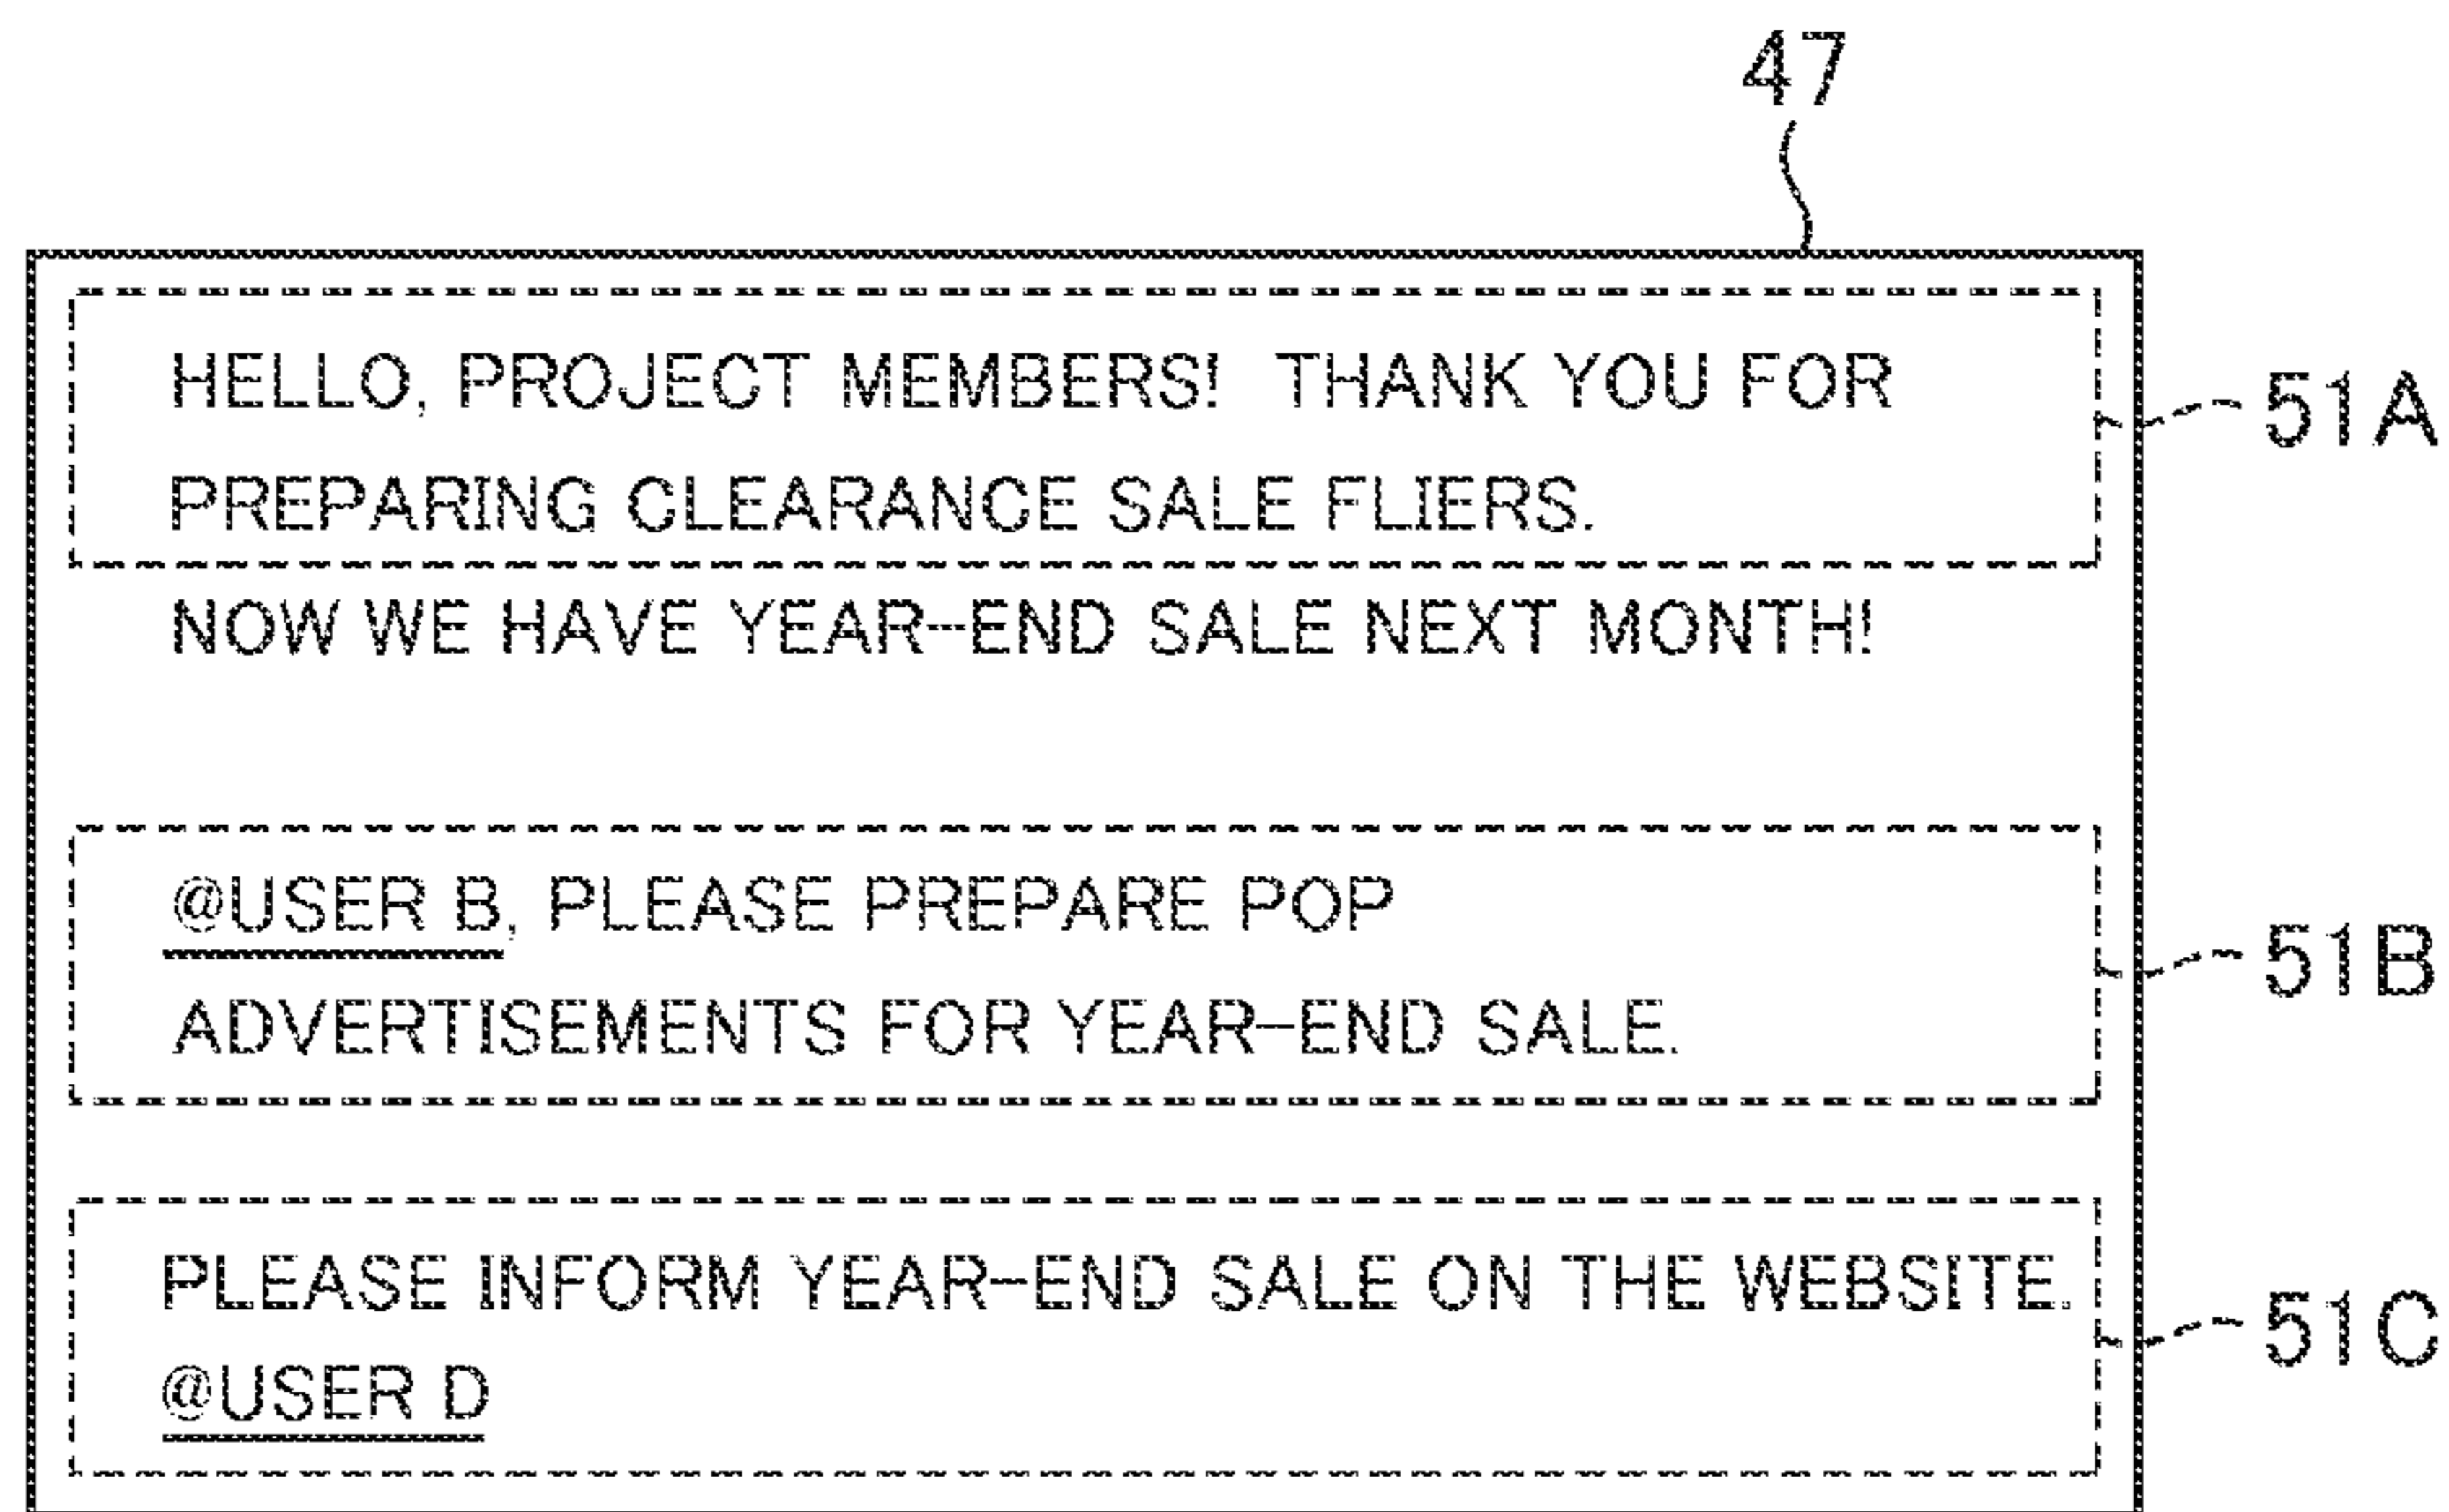 47
HELLO, PROJECT MEMBERS! THANK YOU FOR
51A
PREPARING CLEARANCE SALE FLIERS.
NOW WE HAVE YEAR-END SALE NEXT MONTH!
@USER B, PLEASE PREPARE POP
51B
ADVERTISEMENTS FOR YEAR-END SALE.
PLEASE INFORM YEAR-END SALE ON THE WEBSITE.
51C
@USER D